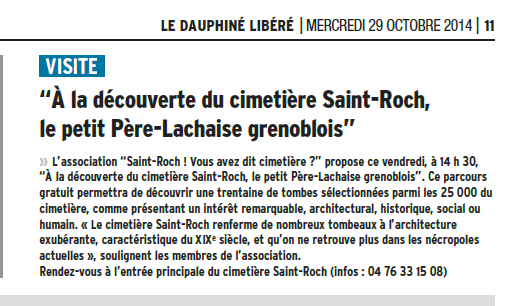 LE DAUPHINÉ LIBÉRÉ | MERCREDI 29 OCTOBRE 2014 | 11
VISITE
“À la découverte du cimetière Saint-Roch,
le petit Père-Lachaise grenoblois”
» L’association “Saint-Roch ! Vous avez dit cimetière ?” propose ce vendredi, à 14 h 30,
“À la découverte du cimetière Saint-Roch, le petit Père-Lachaise grenoblois”. Ce parcours
gratuit permettra de découvrir une trentaine de tombes sélectionnées parmi les 25 000 du
cimetière, comme présentant un intérêt remarquable, architectural, historique, social ou
humain. « Le cimetière Saint-Roch renferme de nombreux tombeaux à l’architecture
exubérante, caractéristique du XIXᵉ siècle, et qu’on ne retrouve plus dans les nécropoles
actuelles », soulignent les membres de l’association.
Rendez-vous à l’entrée principale du cimetière Saint-Roch (infos : 04 76 33 15 08)